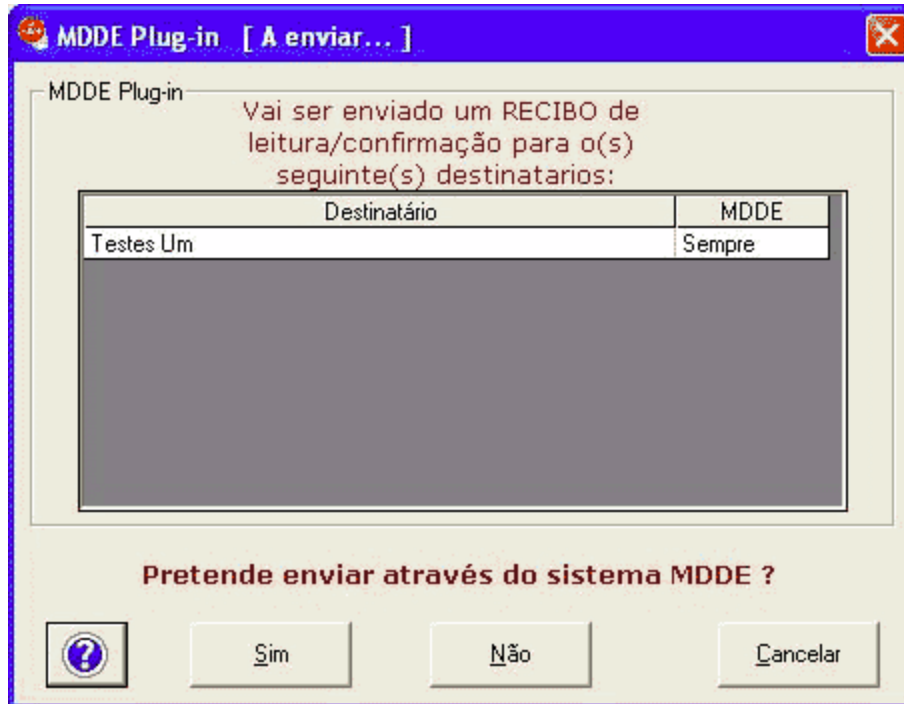 MDDE Plug-in [ A enviar... ]
MDDE Plug-in
Vai ser enviado um RECIBO de
leitura/confirmação para o(s)
seguinte(s) destinatarios:
Destinatário MDDE
Testes Um Sempre
Pretende enviar através do sistema MDDE ?
? Sim Não Cancelar